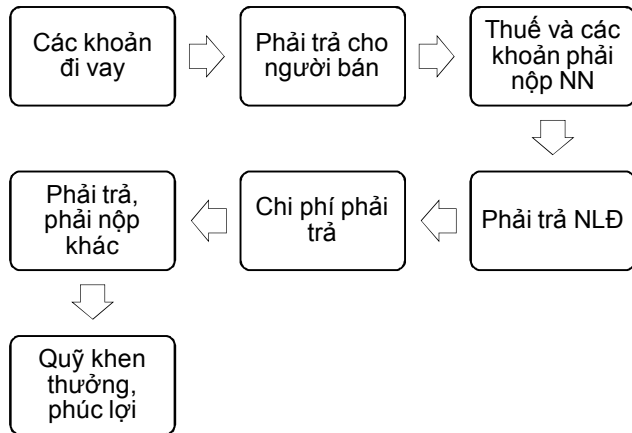 Các khoản
đi vay
Phải trả cho
người bán
Thuế và các
khoản phải
nộp NN
Phải trả NLĐ
Chi phí phải
trả
Phải trả,
phải nộp
khác
Quỹ khen
thưởng,
phúc lợi